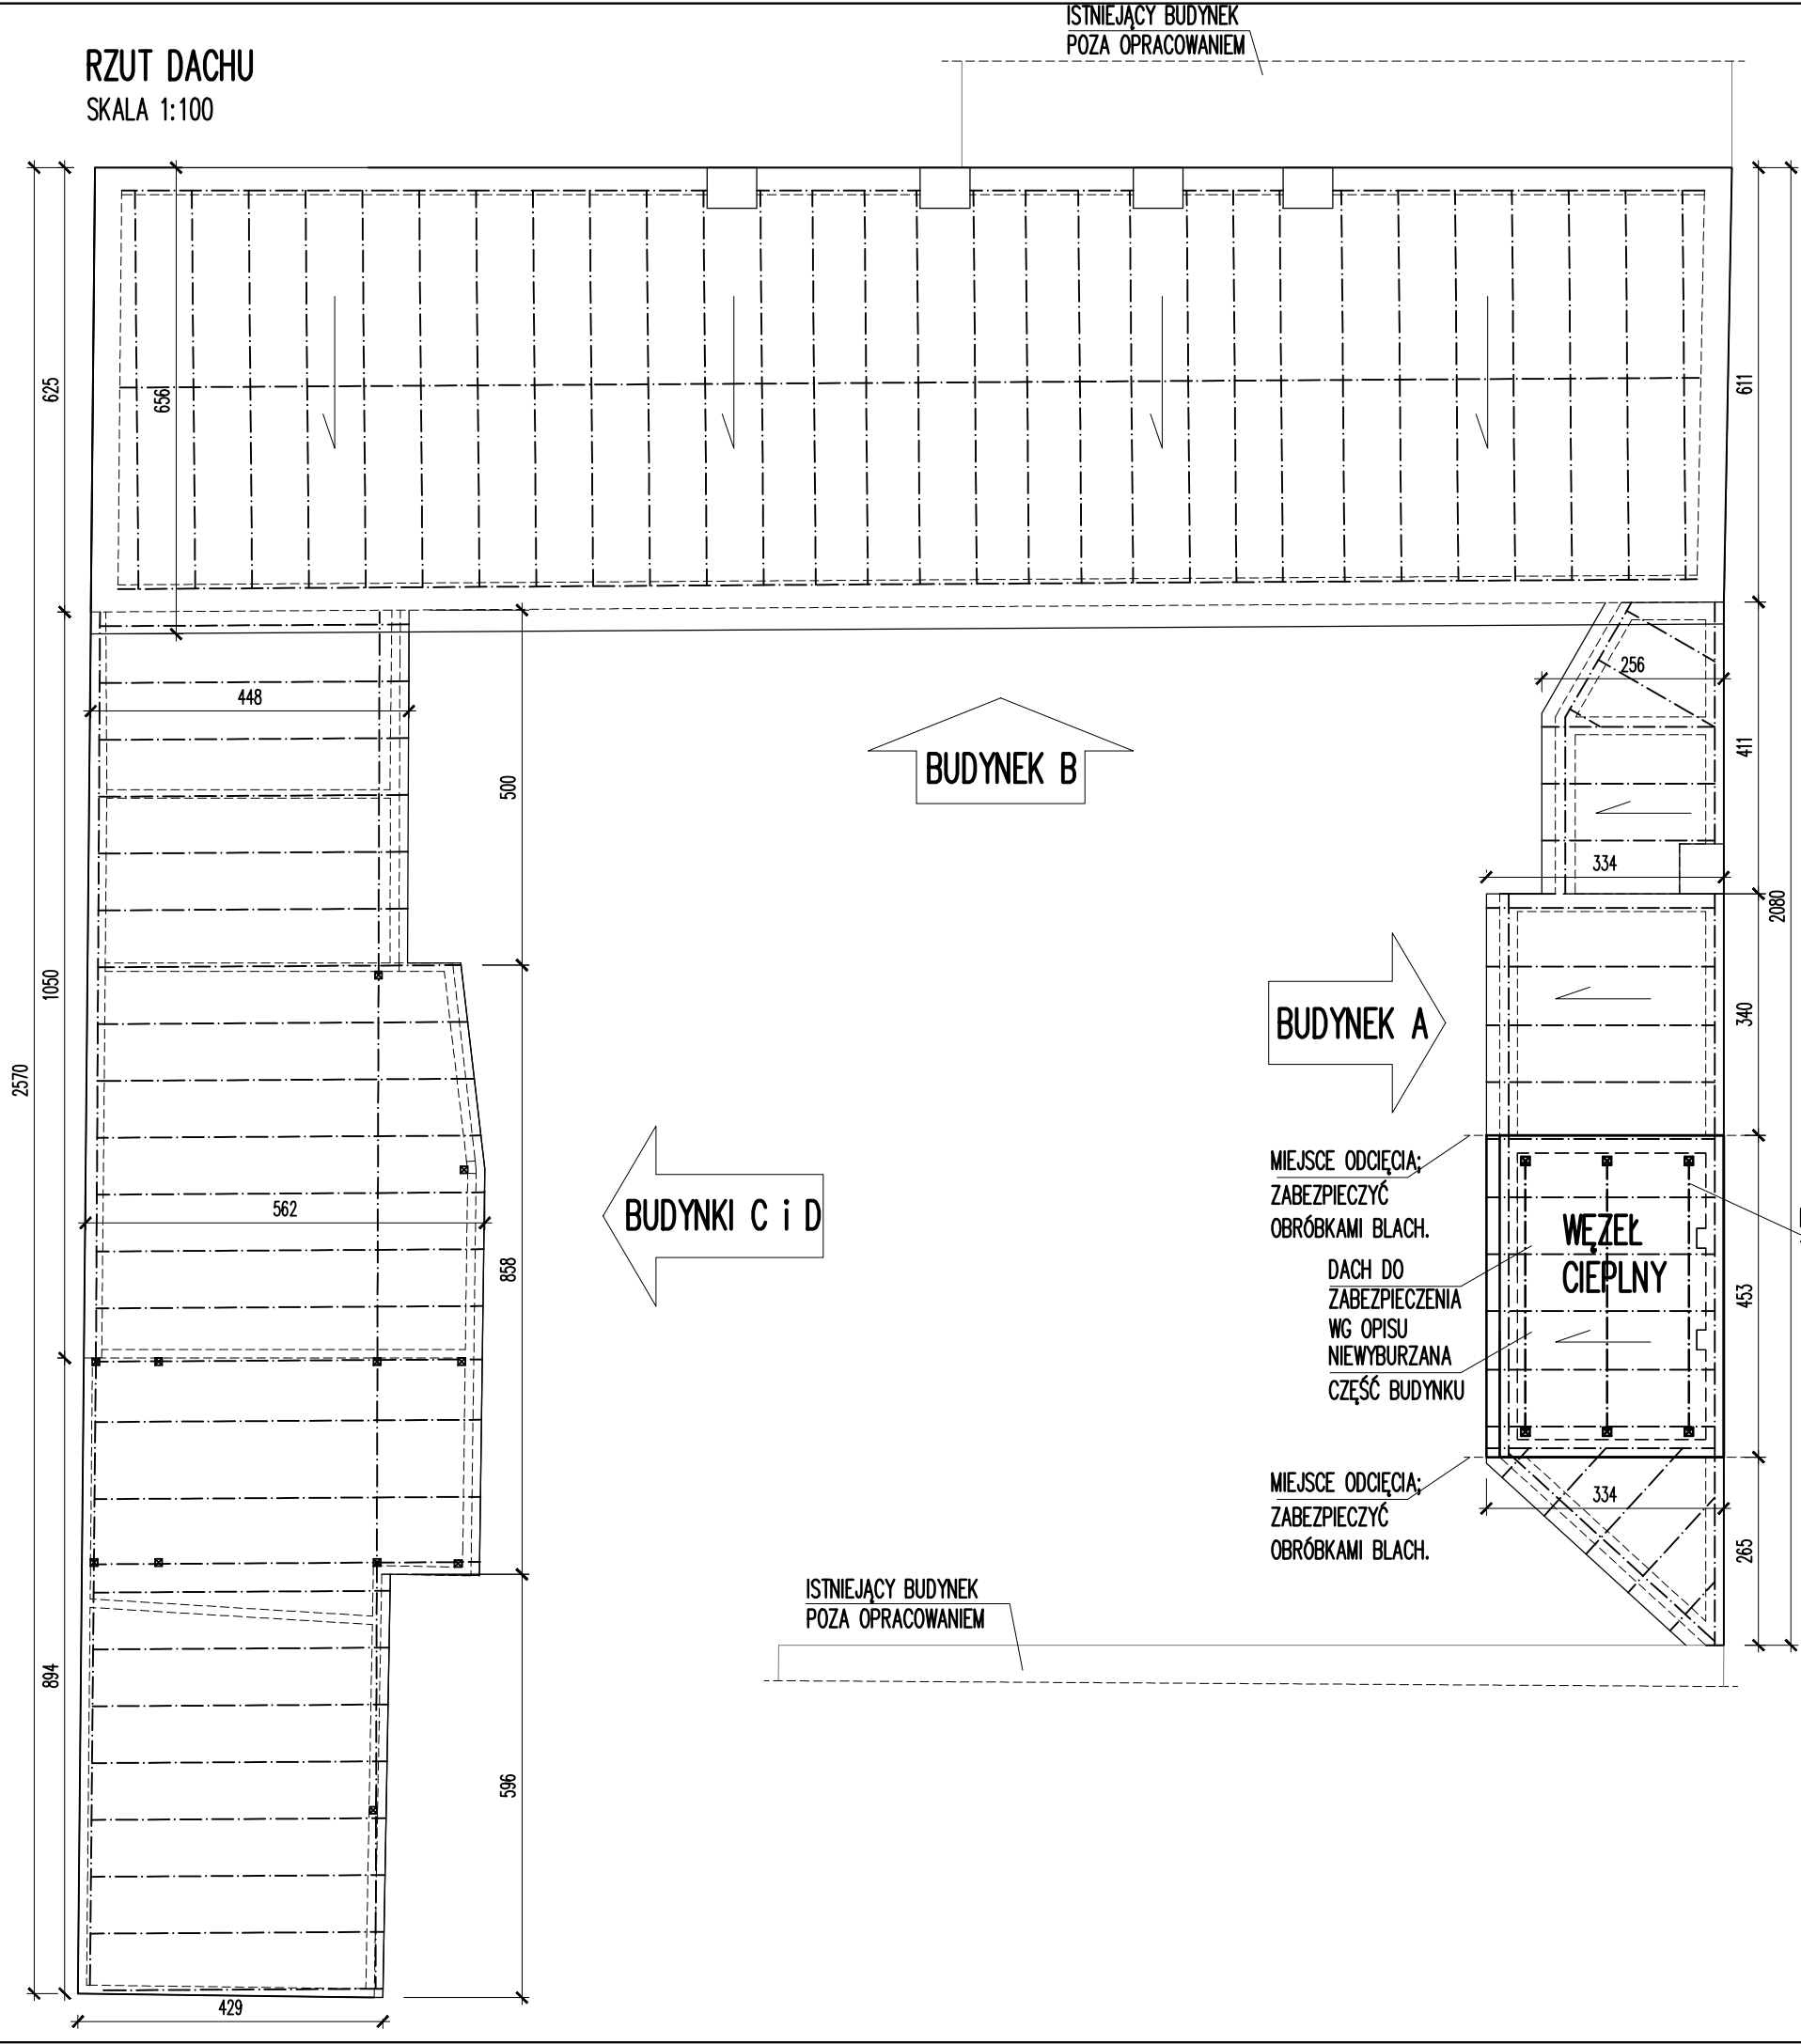 ISTNIEJĄCY BUDYNEK
POZA OPRACOWANIEM
RZUT DACHU
SKALA 1:100
625
656
611
256
448
411
500
BUDYNEK B
334
2080
1050
340
BUDYNEK A
2570
MIEJSCE ODCIĘCIA;
ZABEZPIECZYĆ
OBRÓBKAMI BLACH.
562
BUDYNKI C i D
WĘZEŁ
CIEPLNY
858
DACH DO
ZABEZPIECZENIA
WG OPISU
NIEWYBURZANA
CZĘŚĆ BUDYNKU
453
MIEJSCE ODCIĘCIA;
ZABEZPIECZYĆ
OBRÓBKAMI BLACH.
334
265
ISTNIEJĄCY BUDYNEK
POZA OPRACOWANIEM
894
596
429